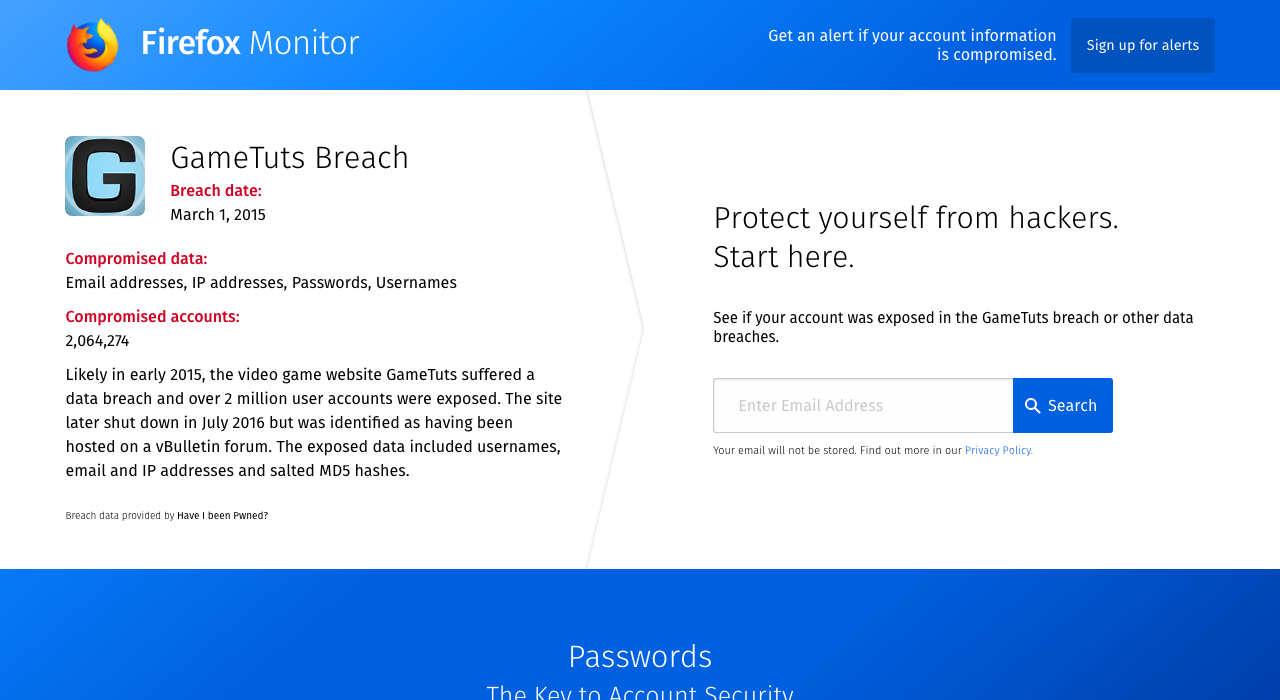 Firefox Monitor
Get an alert if your account information
is compromised.
Sign up for alerts
G
GameTuts Breach
Breach date:
March 1, 2015
Compromised data:
Email addresses, IP addresses, Passwords, Usernames
Compromised accounts:
2,064,274
Likely in early 2015, the video game website GameTuts suffered a
data breach and over 2 million user accounts were exposed. The site
later shut down in July 2016 but was identified as having been
hosted on a vBulletin forum. The exposed data included usernames,
email and IP addresses and salted MD5 hashes.
Breach data provided by Have I been Pwned?
Protect yourself from hackers.
Start here.
See if your account was exposed in the GameTuts breach or other data
breaches.
Enter Email Address
Search
Your email will not be stored. Find out more in our Privacy Policy.
Passwords
The Key to Account Security